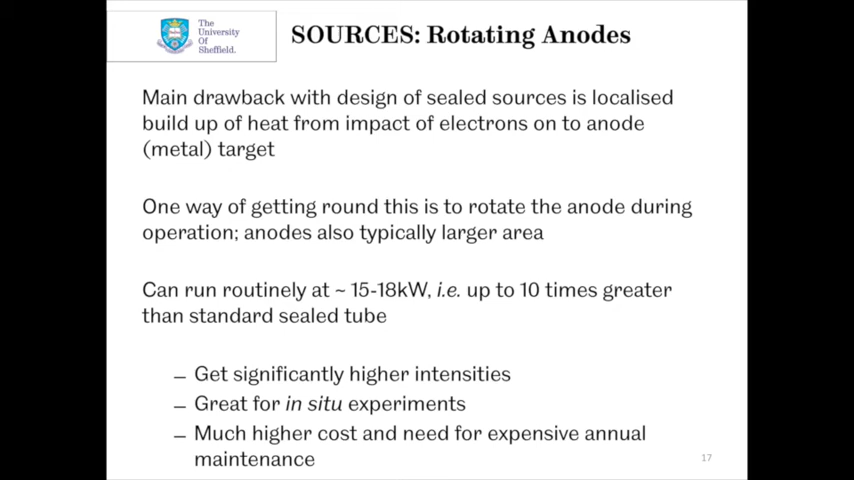 The
University
Of
Sheffield.
SOURCES: Rotating Anodes
Main drawback with design of sealed sources is localised
build up of heat from impact of electrons on to anode
(metal) target
One way of getting round this is to rotate the anode during
operation; anodes also typically larger area
Can run routinely at ~ 15-18kW, i.e. up to 10 times greater
than standard sealed tube
– Get significantly higher intensities
– Great for in situ experiments
– Much higher cost and need for expensive annual
maintenance
17